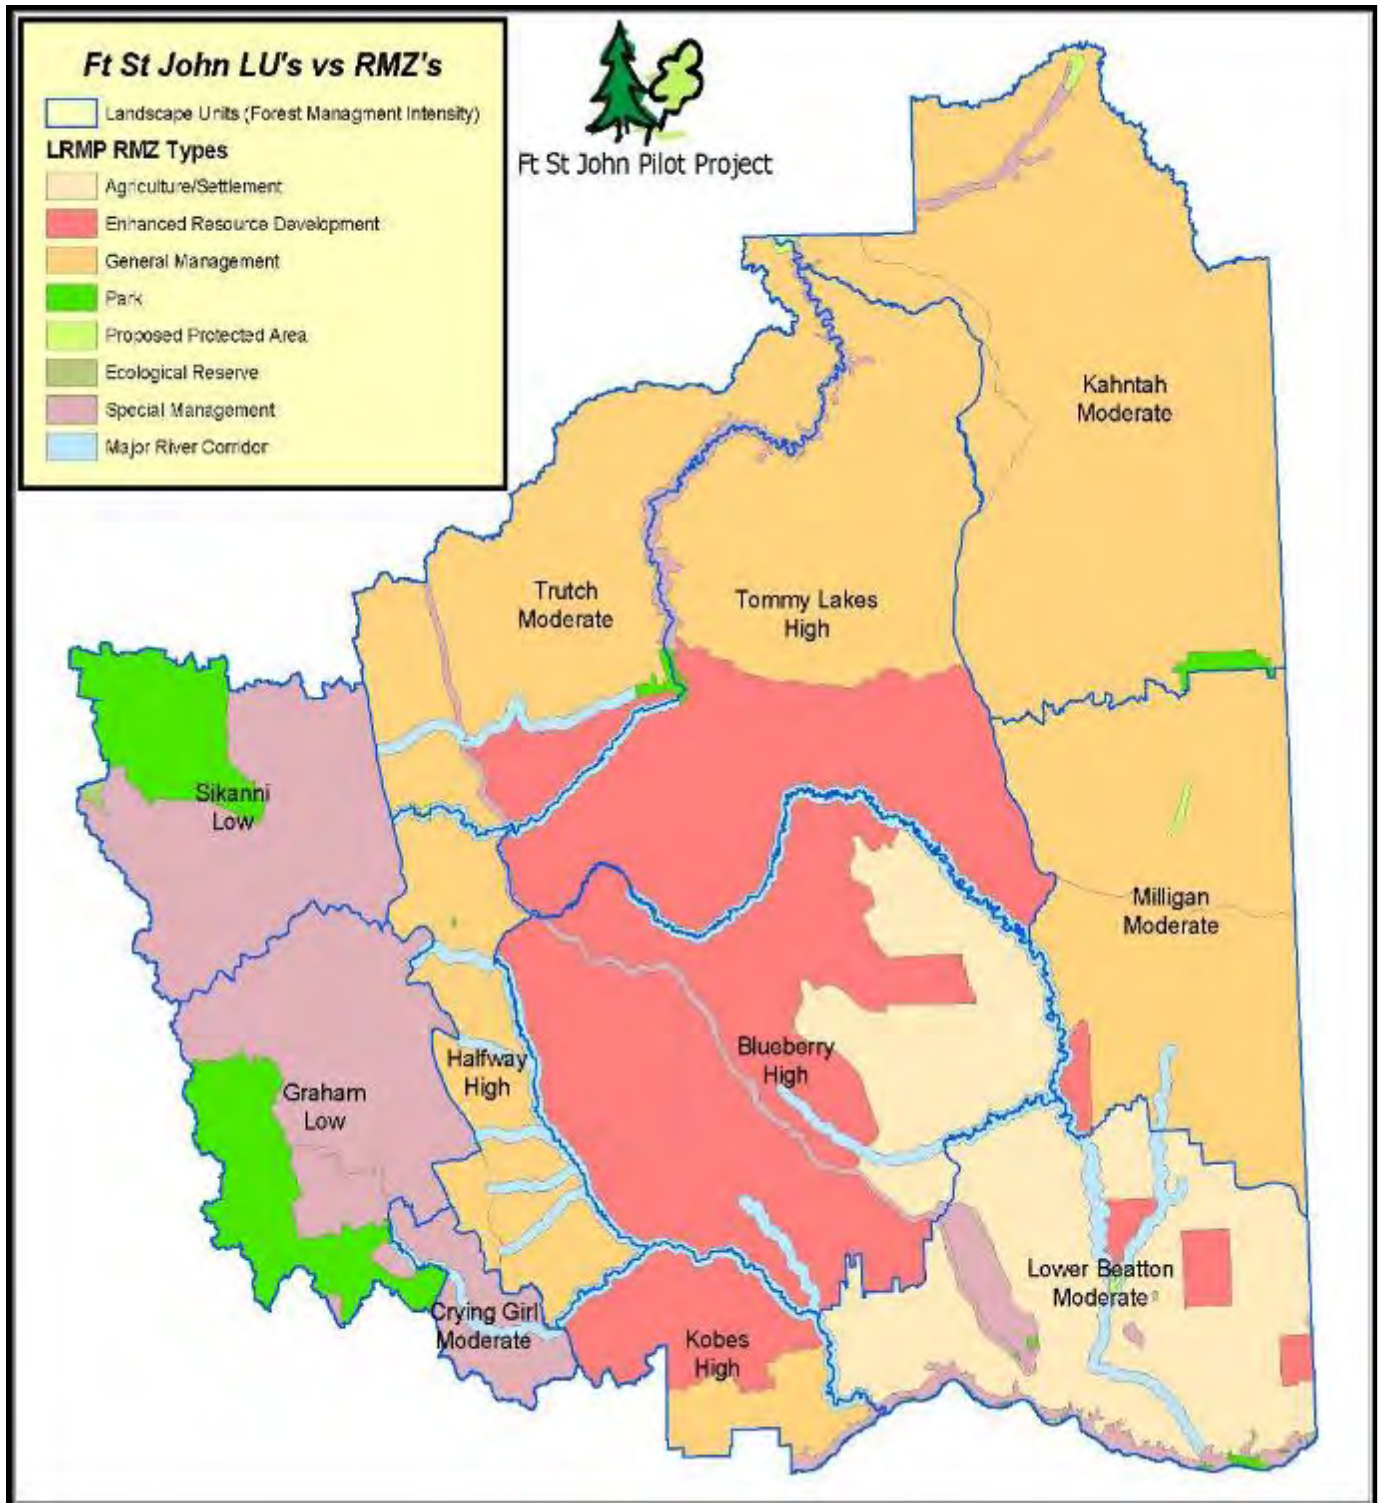 Ft St John LU's vs RMZ's
Landscape Units (Forest Managment Intensity)
LRMP RMZ Types
Agriculture/Settlement
Enhanced Resource Development
General Management
Park
Proposed Protected Area
Ecological Reserve
Special Management
Major River Corridor
Ft St John Pilot Project
Kahntah
Moderate
Trutch
Moderate
Tommy Lakes
High
Sikanni
Low
Milligan
Moderate
Blueberry
High
Halfway
High
Graham
Low
Lower Beatton
Moderate
Crying Girl
Moderate
Kobes
High